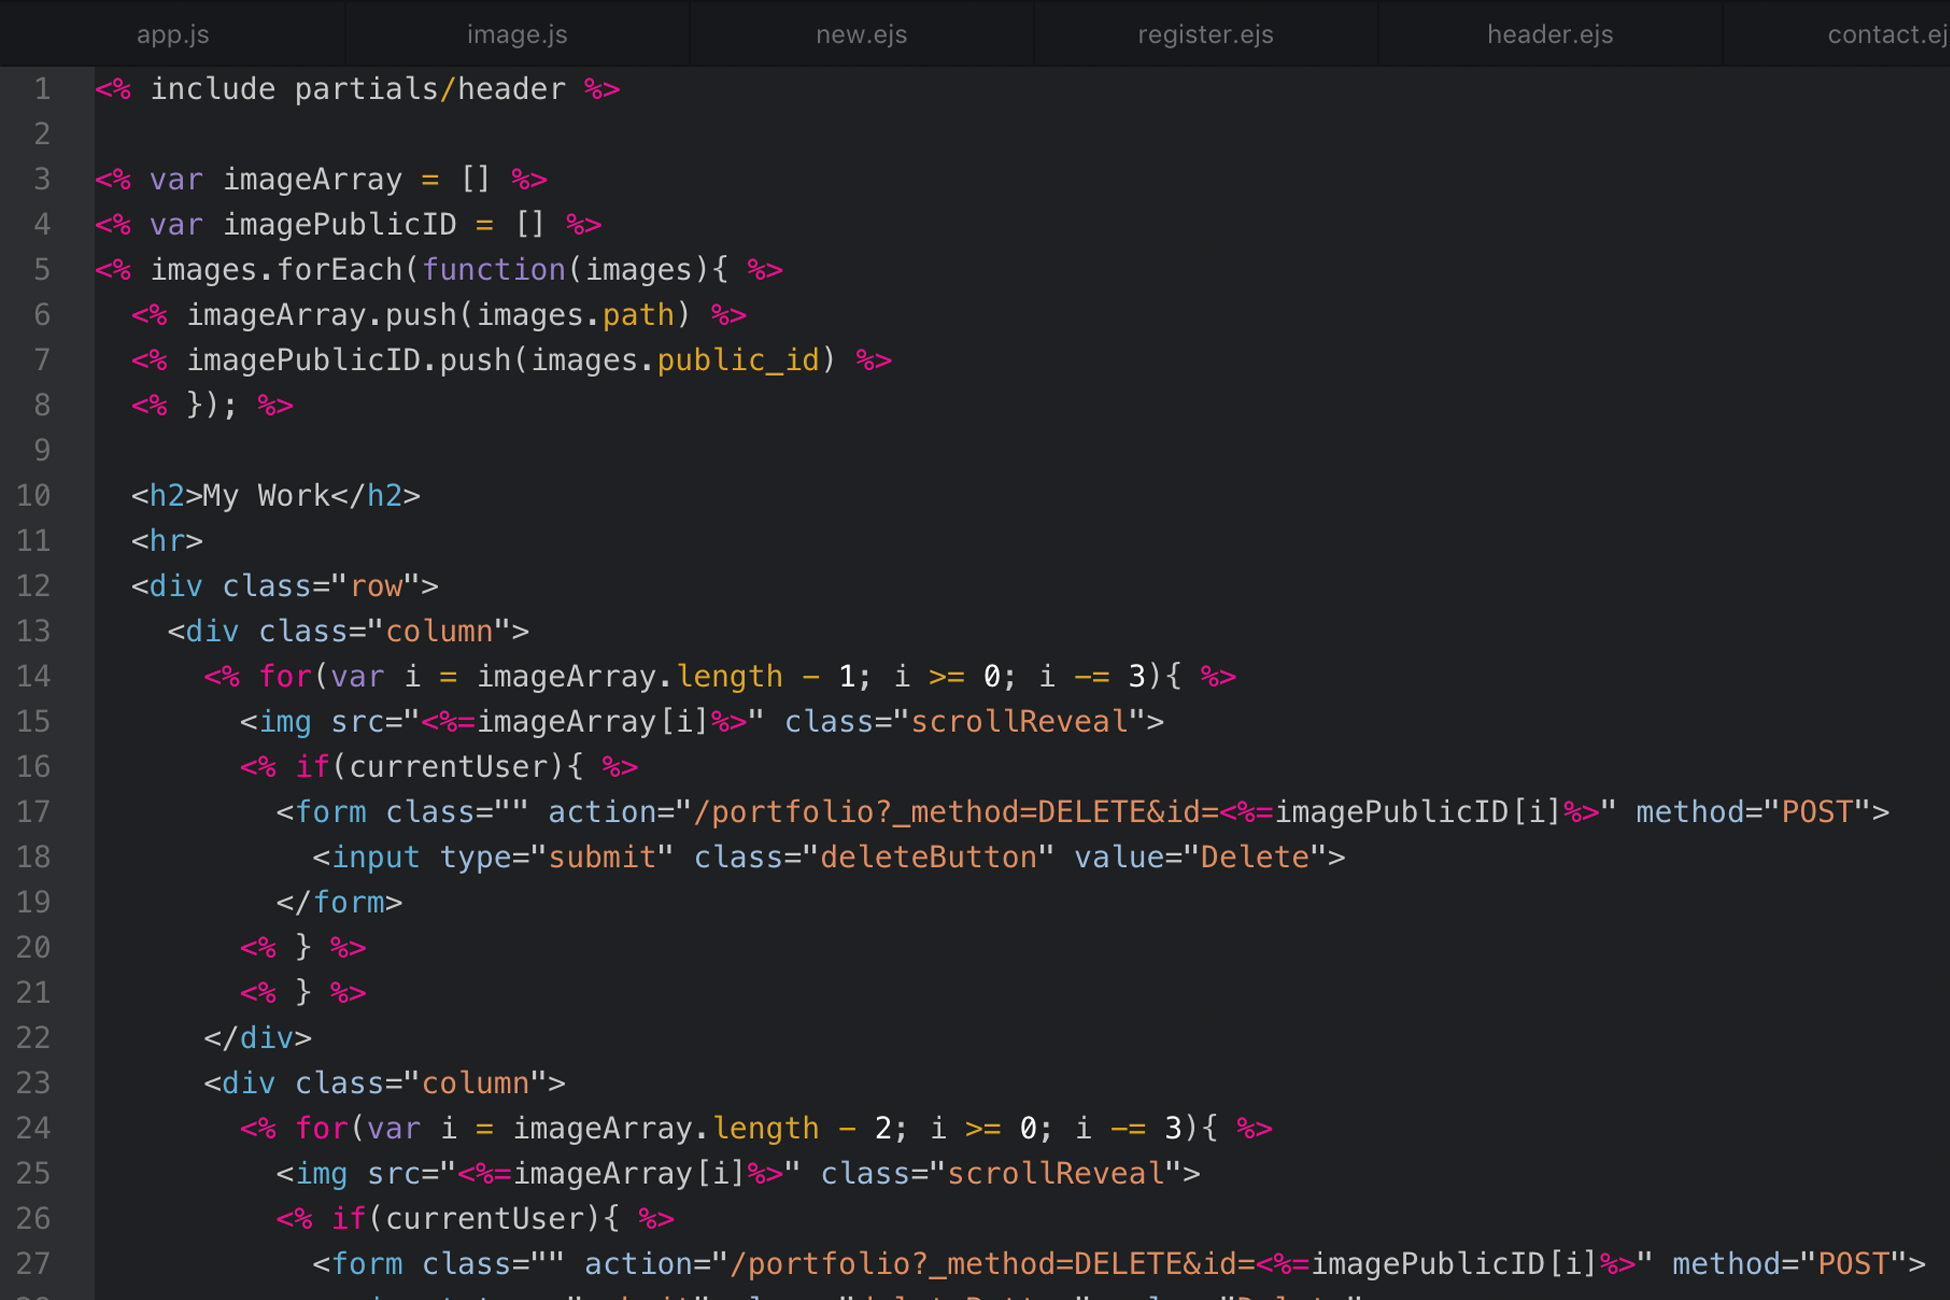 app.js image.js new.ejs register.ejs header.ejs contact.ej
1 <% include partials/header %>
2
3 <% var imageArray = [] %>
4 <% var imagePublicID = [] %>
5 <% images.forEach(function(images){ %>
6 <% imageArray.push(images.path) %>
7 <% imagePublicID.push(images.public_id) %>
8 <% }); %>
9
10 <h2>My Work</h2>
11 <hr>
12 <div class="row">
13 <div class="column">
14 <% for(var i = imageArray.length - 1; i >= 0; i -= 3){ %>
15 <img src="<%=imageArray[i]%>" class="scrollReveal">
16 <% if(currentUser){ %>
17 <form class="" action="/portfolio?_method=DELETE&id=<%=imagePublicID[i]%>" method="POST">
18 <input type="submit" class="deleteButton" value="Delete">
19 </form>
20 <% } %>
21 <% } %>
22 </div>
23 <div class="column">
24 <% for(var i = imageArray.length - 2; i >= 0; i -= 3){ %>
25 <img src="<%=imageArray[i]%>" class="scrollReveal">
26 <% if(currentUser){ %>
27 <form class="" action="/portfolio?_method=DELETE&id=<%=imagePublicID[i]%>" method="POST">